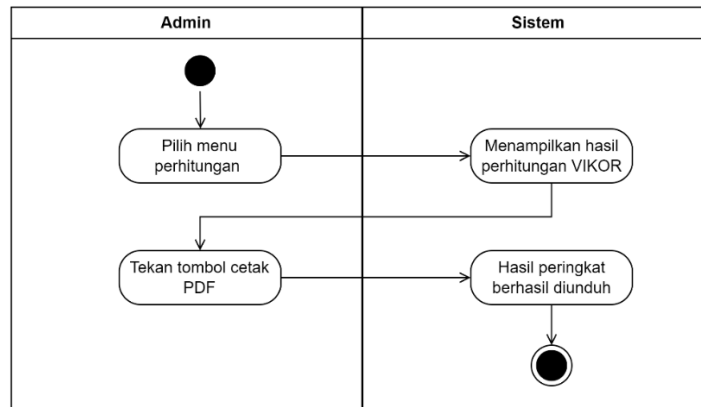 Admin
Sistem
Pilih menu
perhitungan
Menampilkan hasil
perhitungan VIKOR
Tekan tombol cetak
PDF
Hasil peringkat
berhasil diunduh